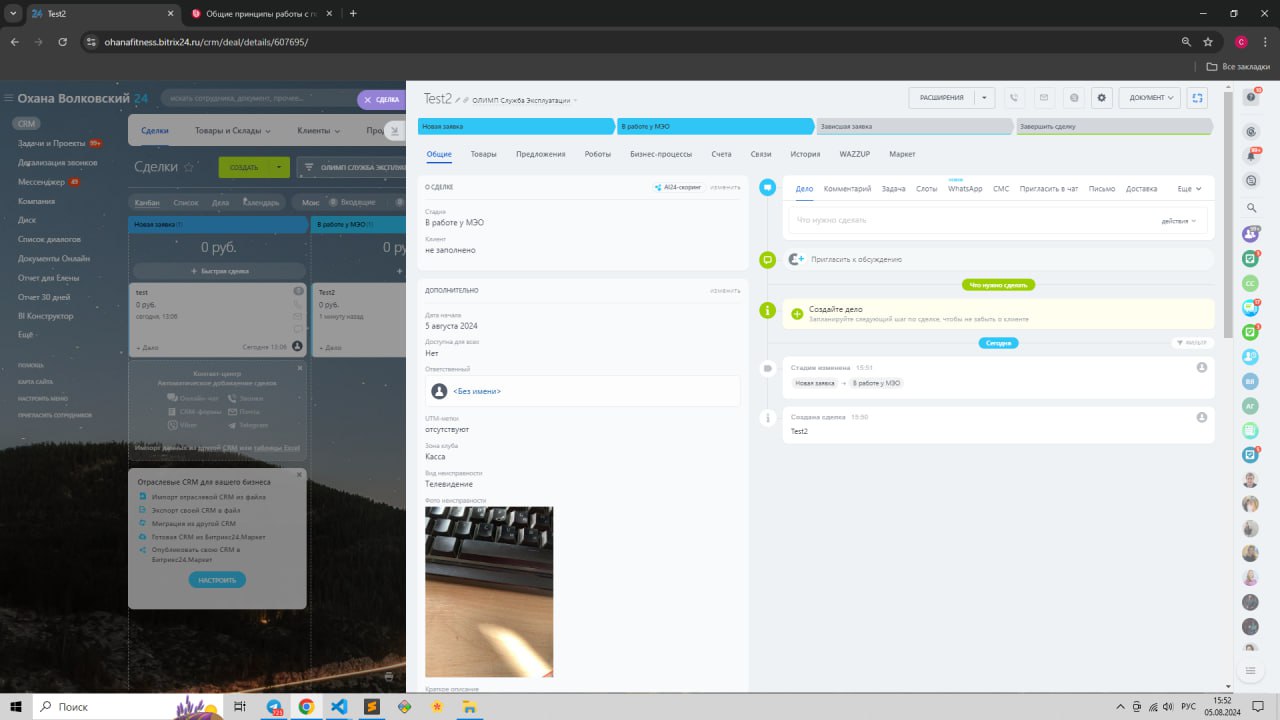 24 Test2
Общие принципы работы с п
ohanafitness.bitrix24.ru/crm/deal/details/607695/
C
Все закладки
Охана Волковский 24
искать сотрудника, документ, прочее...
СДЕЛКА
CRM
Задачи и Проекты 99+
Детализация звонков
Мессенджер 49
Компания
Диск
Список диалогов
Документы Онлайн
Отчет для Елены
Отчет 30 дней
BI Конструктор
Ещё
ПОМОЩЬ
КАРТА САЙТА
НАСТРОИТЬ МЕНЮ
ПРИГЛАСИТЬ СОТРУДНИКОВ
Сделки
Товары и Склады
Клиенты
Сделки
СОЗДАТЬ
ОЛИМП СЛУЖБА ЭКСПЛУ
Канбан
Список
Дела
Календарь
Мои
0 Входящие
0
Новая заявка (1)
В работе у МЭО (1)
0 руб.
0 ру
+ Быстрая сделка
test
0 руб.
сегодня, 13:06
+ Дело
Сегодня 13:06
Test2
0 руб.
1 минуту назад
+ Дело
Контакт-центр
Автоматическое добавление сделок
Онлайн-чат
Звонки
CRM-формы
Почта
Viber
Telegram
Импорт данных из другой CRM или таблицы Excel
Отраслевые CRM для вашего бизнеса
Импорт отраслевой CRM из файла
Экспорт своей CRM в файл
Миграция из другой CRM
Готовая CRM из Битрикс24.Маркет
Опубликовать свою CRM в
Битрикс24.Маркет
НАСТРОИТЬ
Test2
ОЛИМП Служба Эксплуатации
РАСШИРЕНИЯ
ДОКУМЕНТ
Новая заявка
В работе у МЭО
Зависшая заявка
Завершить сделку
Общие
Товары
Предложения
Роботы
Бизнес-процессы
Счета
Связи
История
WAZZUP
Маркет
О СДЕЛКЕ
AI24-скоринг
ИЗМЕНИТЬ
Стадия
В работе у МЭО
Клиент
не заполнено
ДОПОЛНИТЕЛЬНО
ИЗМЕНИТЬ
Дата начала
5 августа 2024
Доступна для всех
Нет
Ответственный
<Без имени>
UTM-метки
отсутствуют
Зона клуба
Касса
Вид неисправности
Телевидение
Фото неисправности
Краткое описание
Дело
Комментарий
Задача
Слоты
WhatsApp
СМС
Пригласить в чат
Письмо
Доставка
Ещё
Что нужно сделать
действия
Пригласить к обсуждению
Что нужно сделать
Создайте дело
Запланируйте следующий шаг по сделке, чтобы не забыть о клиенте
Сегодня
ФИЛЬТР
Стадия изменена 15:51
Новая заявка → В работе у МЭО
Создана сделка 15:50
Test2
CC
ВЯ
АГ
Поиск
РУС
15:52
05.08.2024